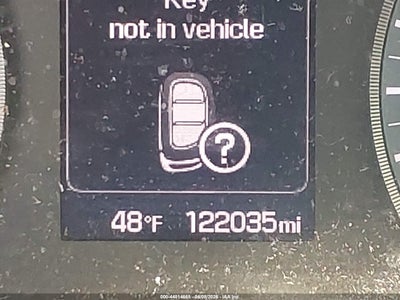 Key
not in vehicle
?
48°F 122035mi